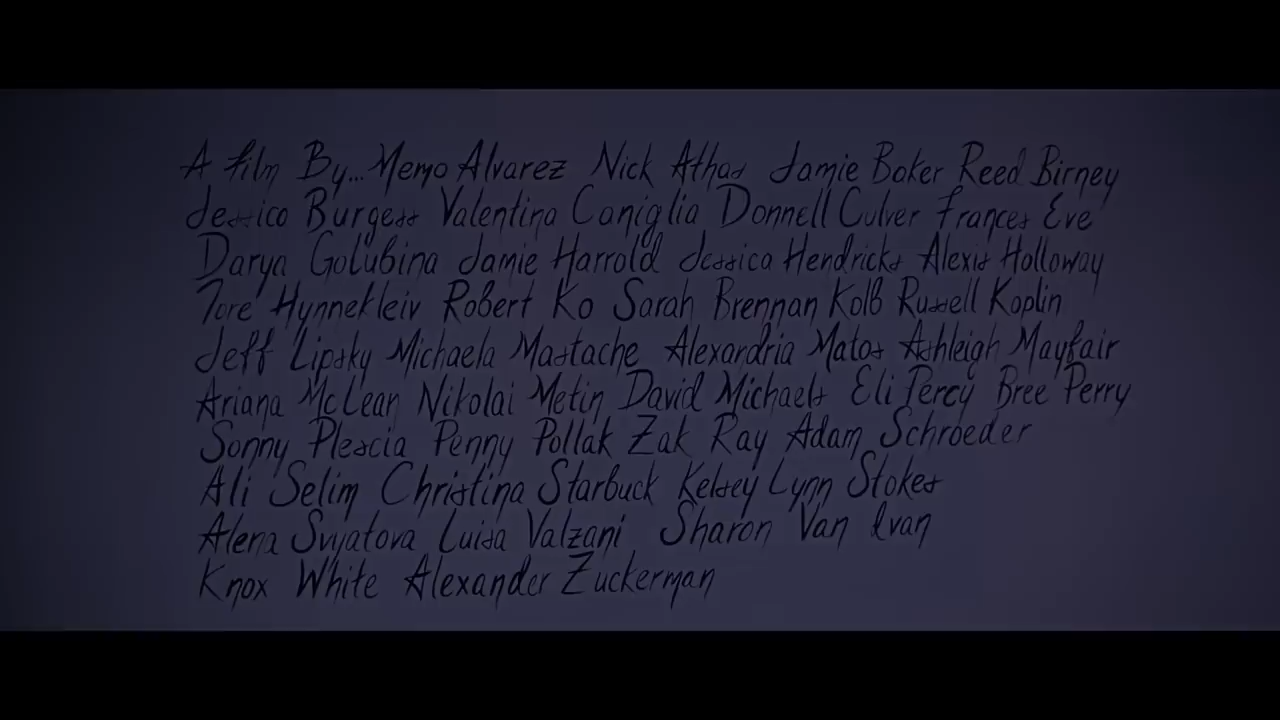 A film By... Memo Alvarez Nick Athas Jamie Baker Reed Birney
Jessica Burgess Valentina Caniglia Donnell Culver Frances Eve
Darya Golubina Jamie Harrold Jessica Hendricks Alexis Holloway
Tore Hynnekleiv Robert Ko Sarah Brennan Kolb Russell Koplin
Jeff Lipsky Michaela Mastache Alexandria Matos Ashleigh Mayfair
Ariana McLean Nikolai Metin David Michaels Eli Percy Bree Perry
Sonny Plescia Penny Pollak Zak Ray Adam Schroeder
Ali Selim Christina Starbuck Kelsey Lynn Stokes
Alena Svyatova Luisa Valzani Sharon Van Ivan
Knox White Alexander Zuckerman